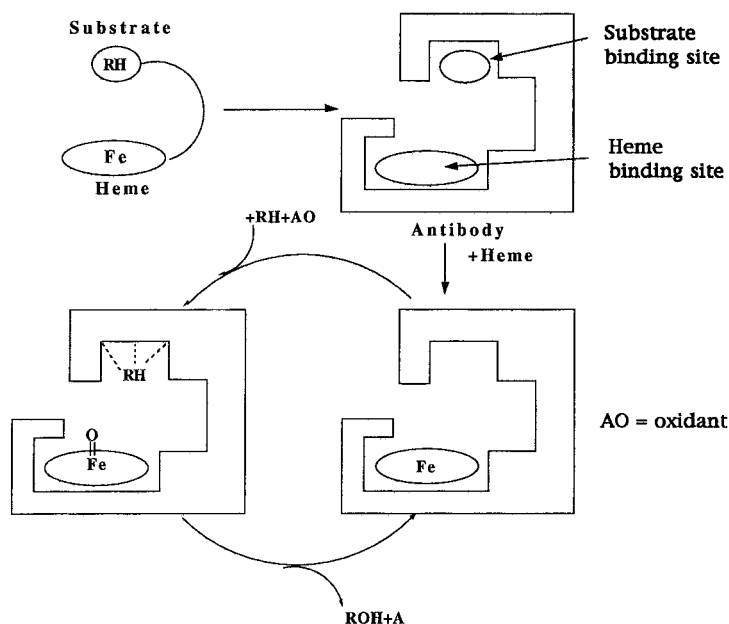 Substrate
RH
Fe
Heme
Substrate
binding site
Heme
binding site
Antibody
+Heme
+RH+AO
RH
O
Fe
Fe
AO = oxidant
ROH+A